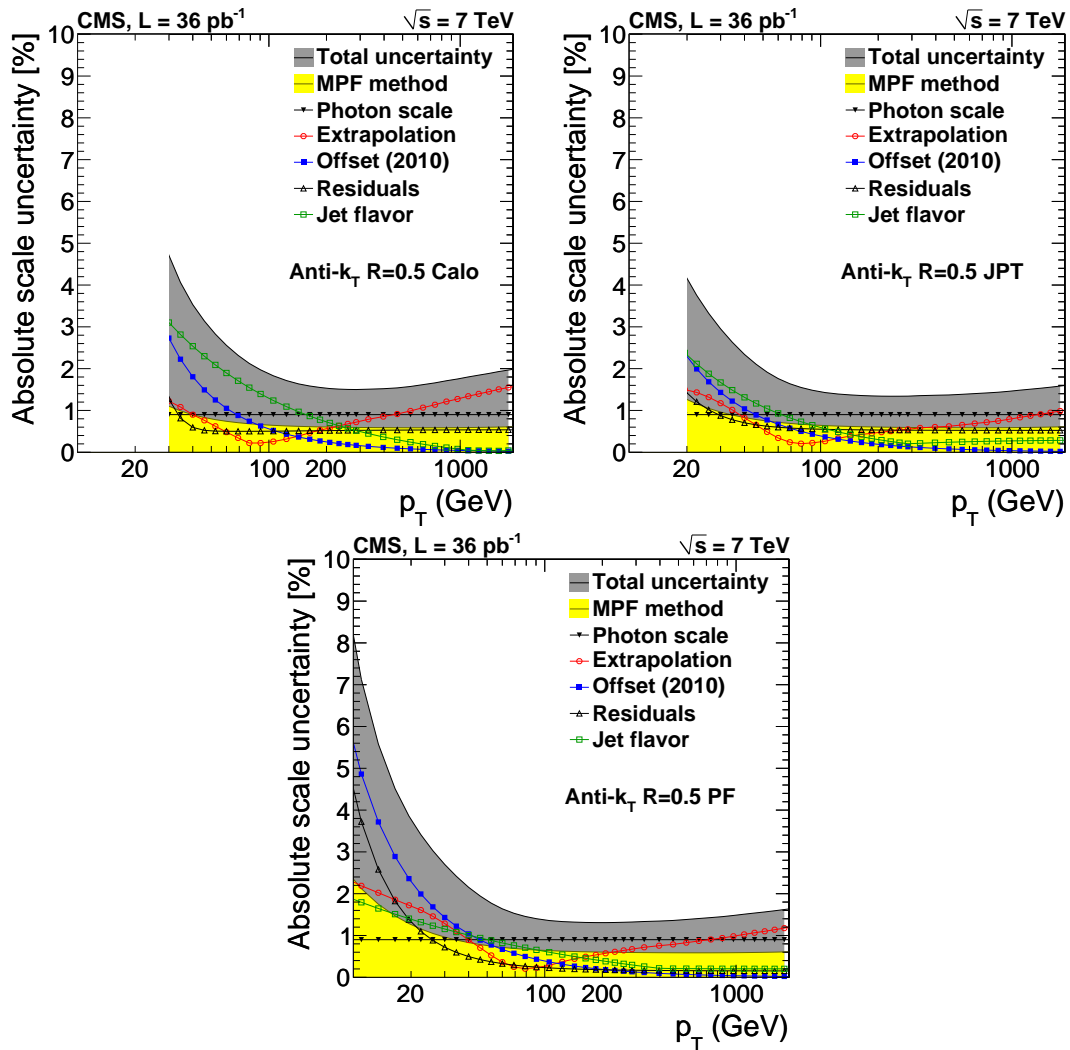 CMS, L = 36 pb⁻¹ √s = 7 TeV
Absolute scale uncertainty [%]
10
9
8
7
6
5
4
3
2
1
0
Total uncertainty
MPF method
Photon scale
Extrapolation
Offset (2010)
Residuals
Jet flavor
Anti-k_T R=0.5 Calo
20 100 200 1000
p_T (GeV)
CMS, L = 36 pb⁻¹ √s = 7 TeV
Absolute scale uncertainty [%]
10
9
8
7
6
5
4
3
2
1
0
Total uncertainty
MPF method
Photon scale
Extrapolation
Offset (2010)
Residuals
Jet flavor
Anti-k_T R=0.5 JPT
20 100 200 1000
p_T (GeV)
CMS, L = 36 pb⁻¹ √s = 7 TeV
Absolute scale uncertainty [%]
10
9
8
7
6
5
4
3
2
1
0
Total uncertainty
MPF method
Photon scale
Extrapolation
Offset (2010)
Residuals
Jet flavor
Anti-k_T R=0.5 PF
20 100 200 1000
p_T (GeV)